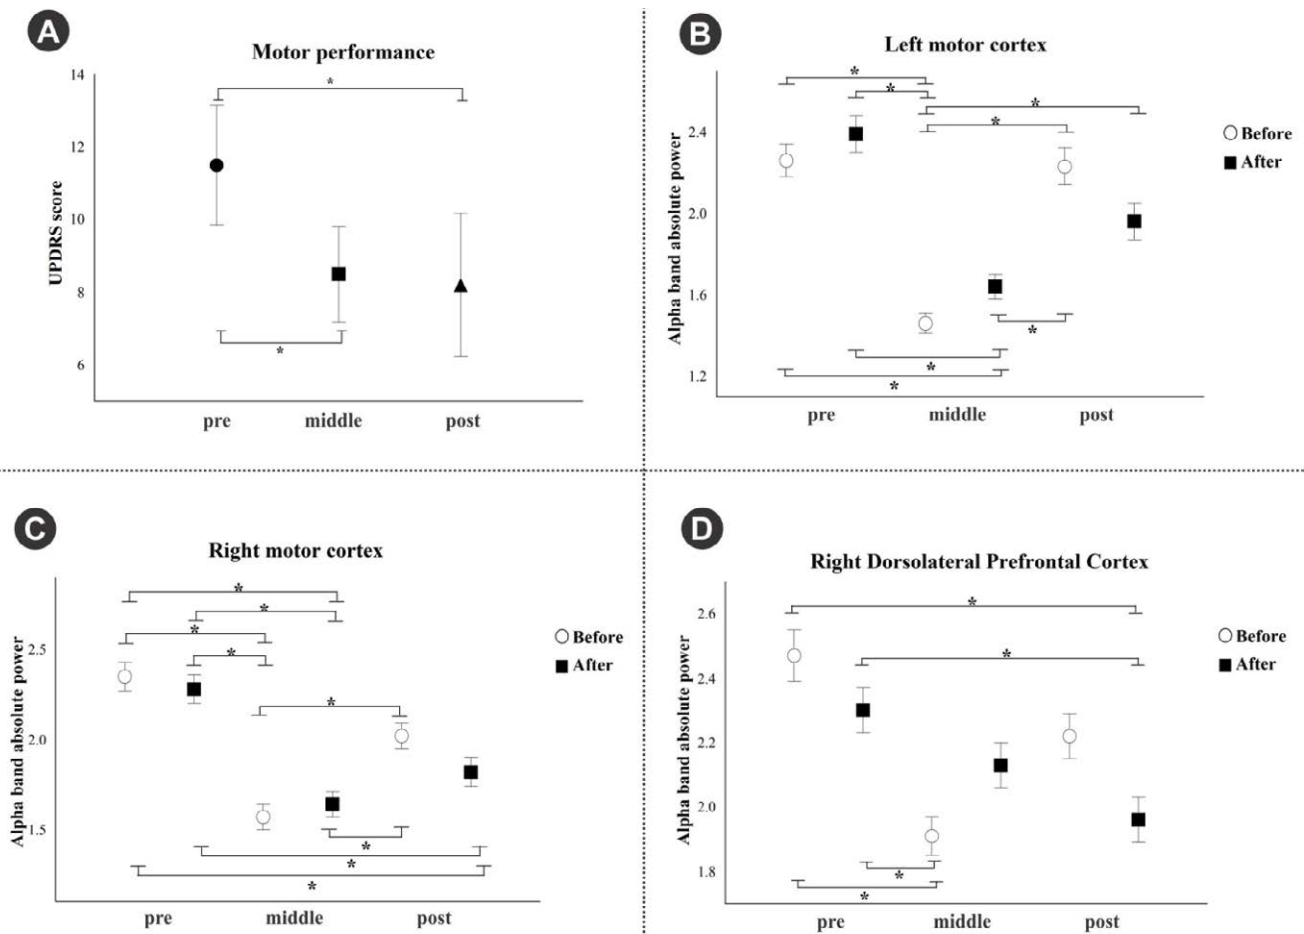 A
Motor performance
*
14
12
10
8
6
UPDRS score
*
pre middle post
B
Left motor cortex
*
*
*
*
2.4
2.0
1.6
1.2
Alpha band absolute power
Before
After
*
*
*
pre middle post
C
Right motor cortex
*
*
*
*
*
2.5
2.0
1.5
Alpha band absolute power
Before
After
*
*
*
pre middle post
D
Right Dorsolateral Prefrontal Cortex
*
*
2.6
2.4
2.2
2.0
1.8
Alpha band absolute power
Before
After
*
*
pre middle post